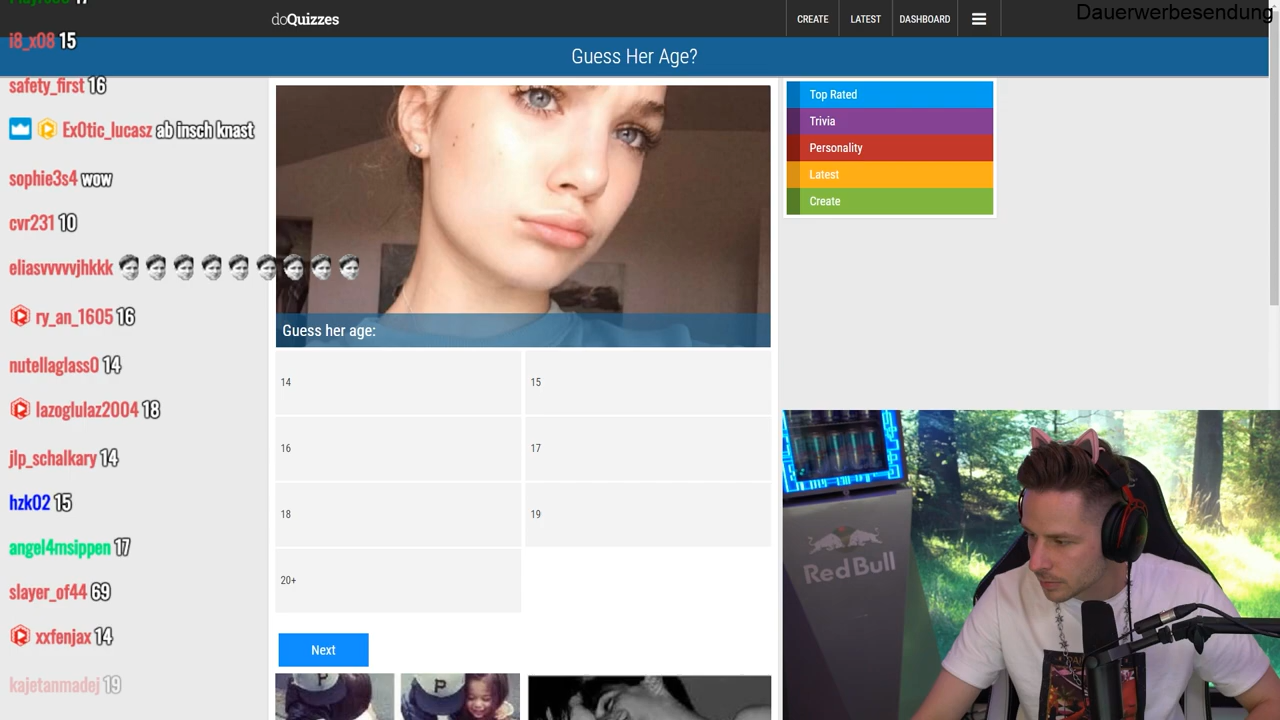 i8_x08 15
safety_first 16
Ex0tic_lucasz ab insch knast
sophie3s4 wow
cvr231 10
eliasvvvvvjhkkk
ry_an_1605 16
nutellaglass0 14
lazoglulaz2004 18
jlp_schalkary 14
hzk02 15
angel4msippen 17
slayer_of44 69
xxfenjax 14
kajetanmadej 19
doQuizzes
CREATE
LATEST
DASHBOARD
Dauerwerbesendung
Guess Her Age?
Guess her age:
14
15
16
17
18
19
20+
Next
Top Rated
Trivia
Personality
Latest
Create
Red Bull